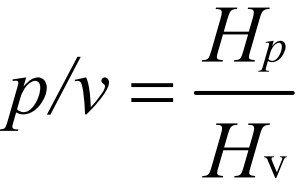 p/v = H_p / H_v